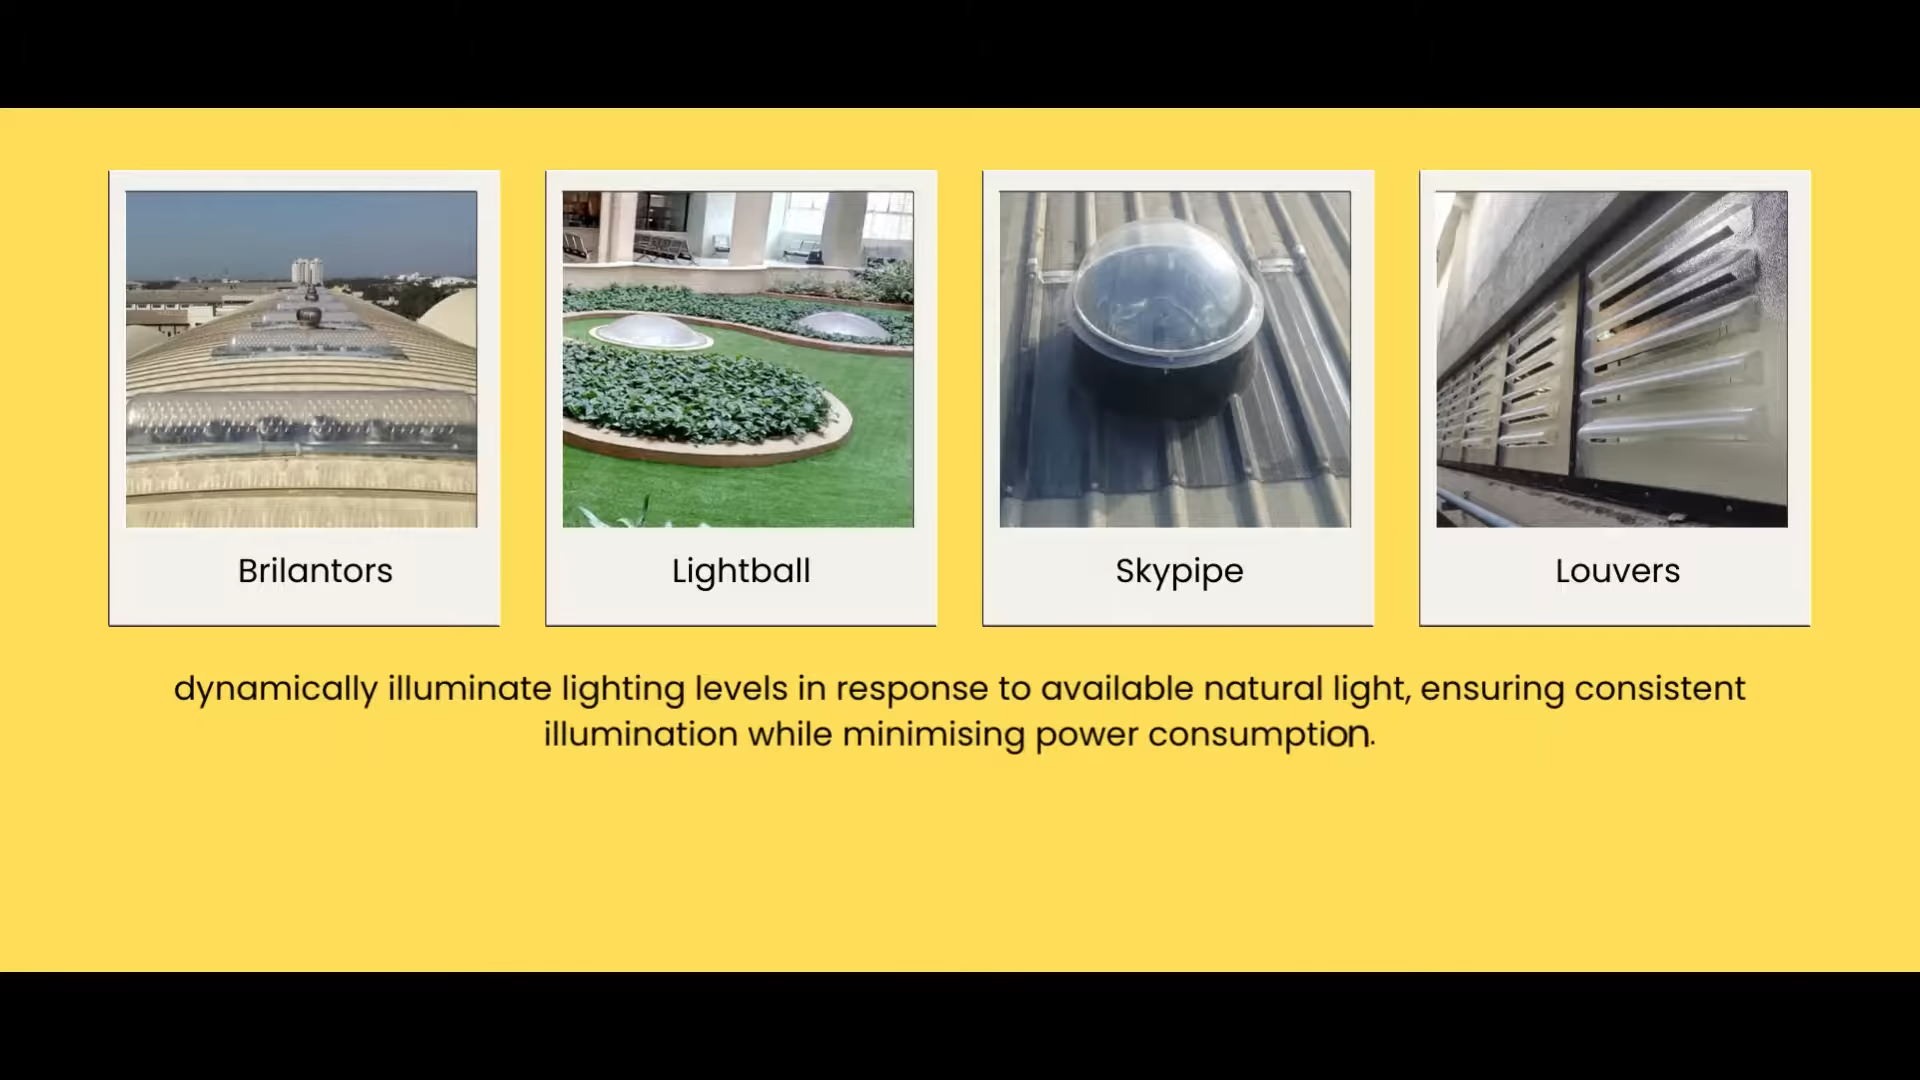 Brilantors
Lightball
Skypipe
Louvers
dynamically illuminate lighting levels in response to available natural light, ensuring consistent
illumination while minimising power consumption.